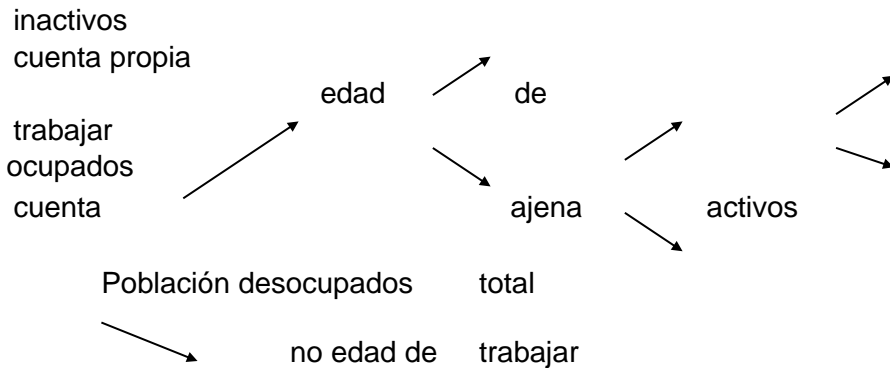 inactivos
cuenta propia
edad de
trabajar
ocupados
cuenta ajena activos
Población desocupados total
no edad de trabajar